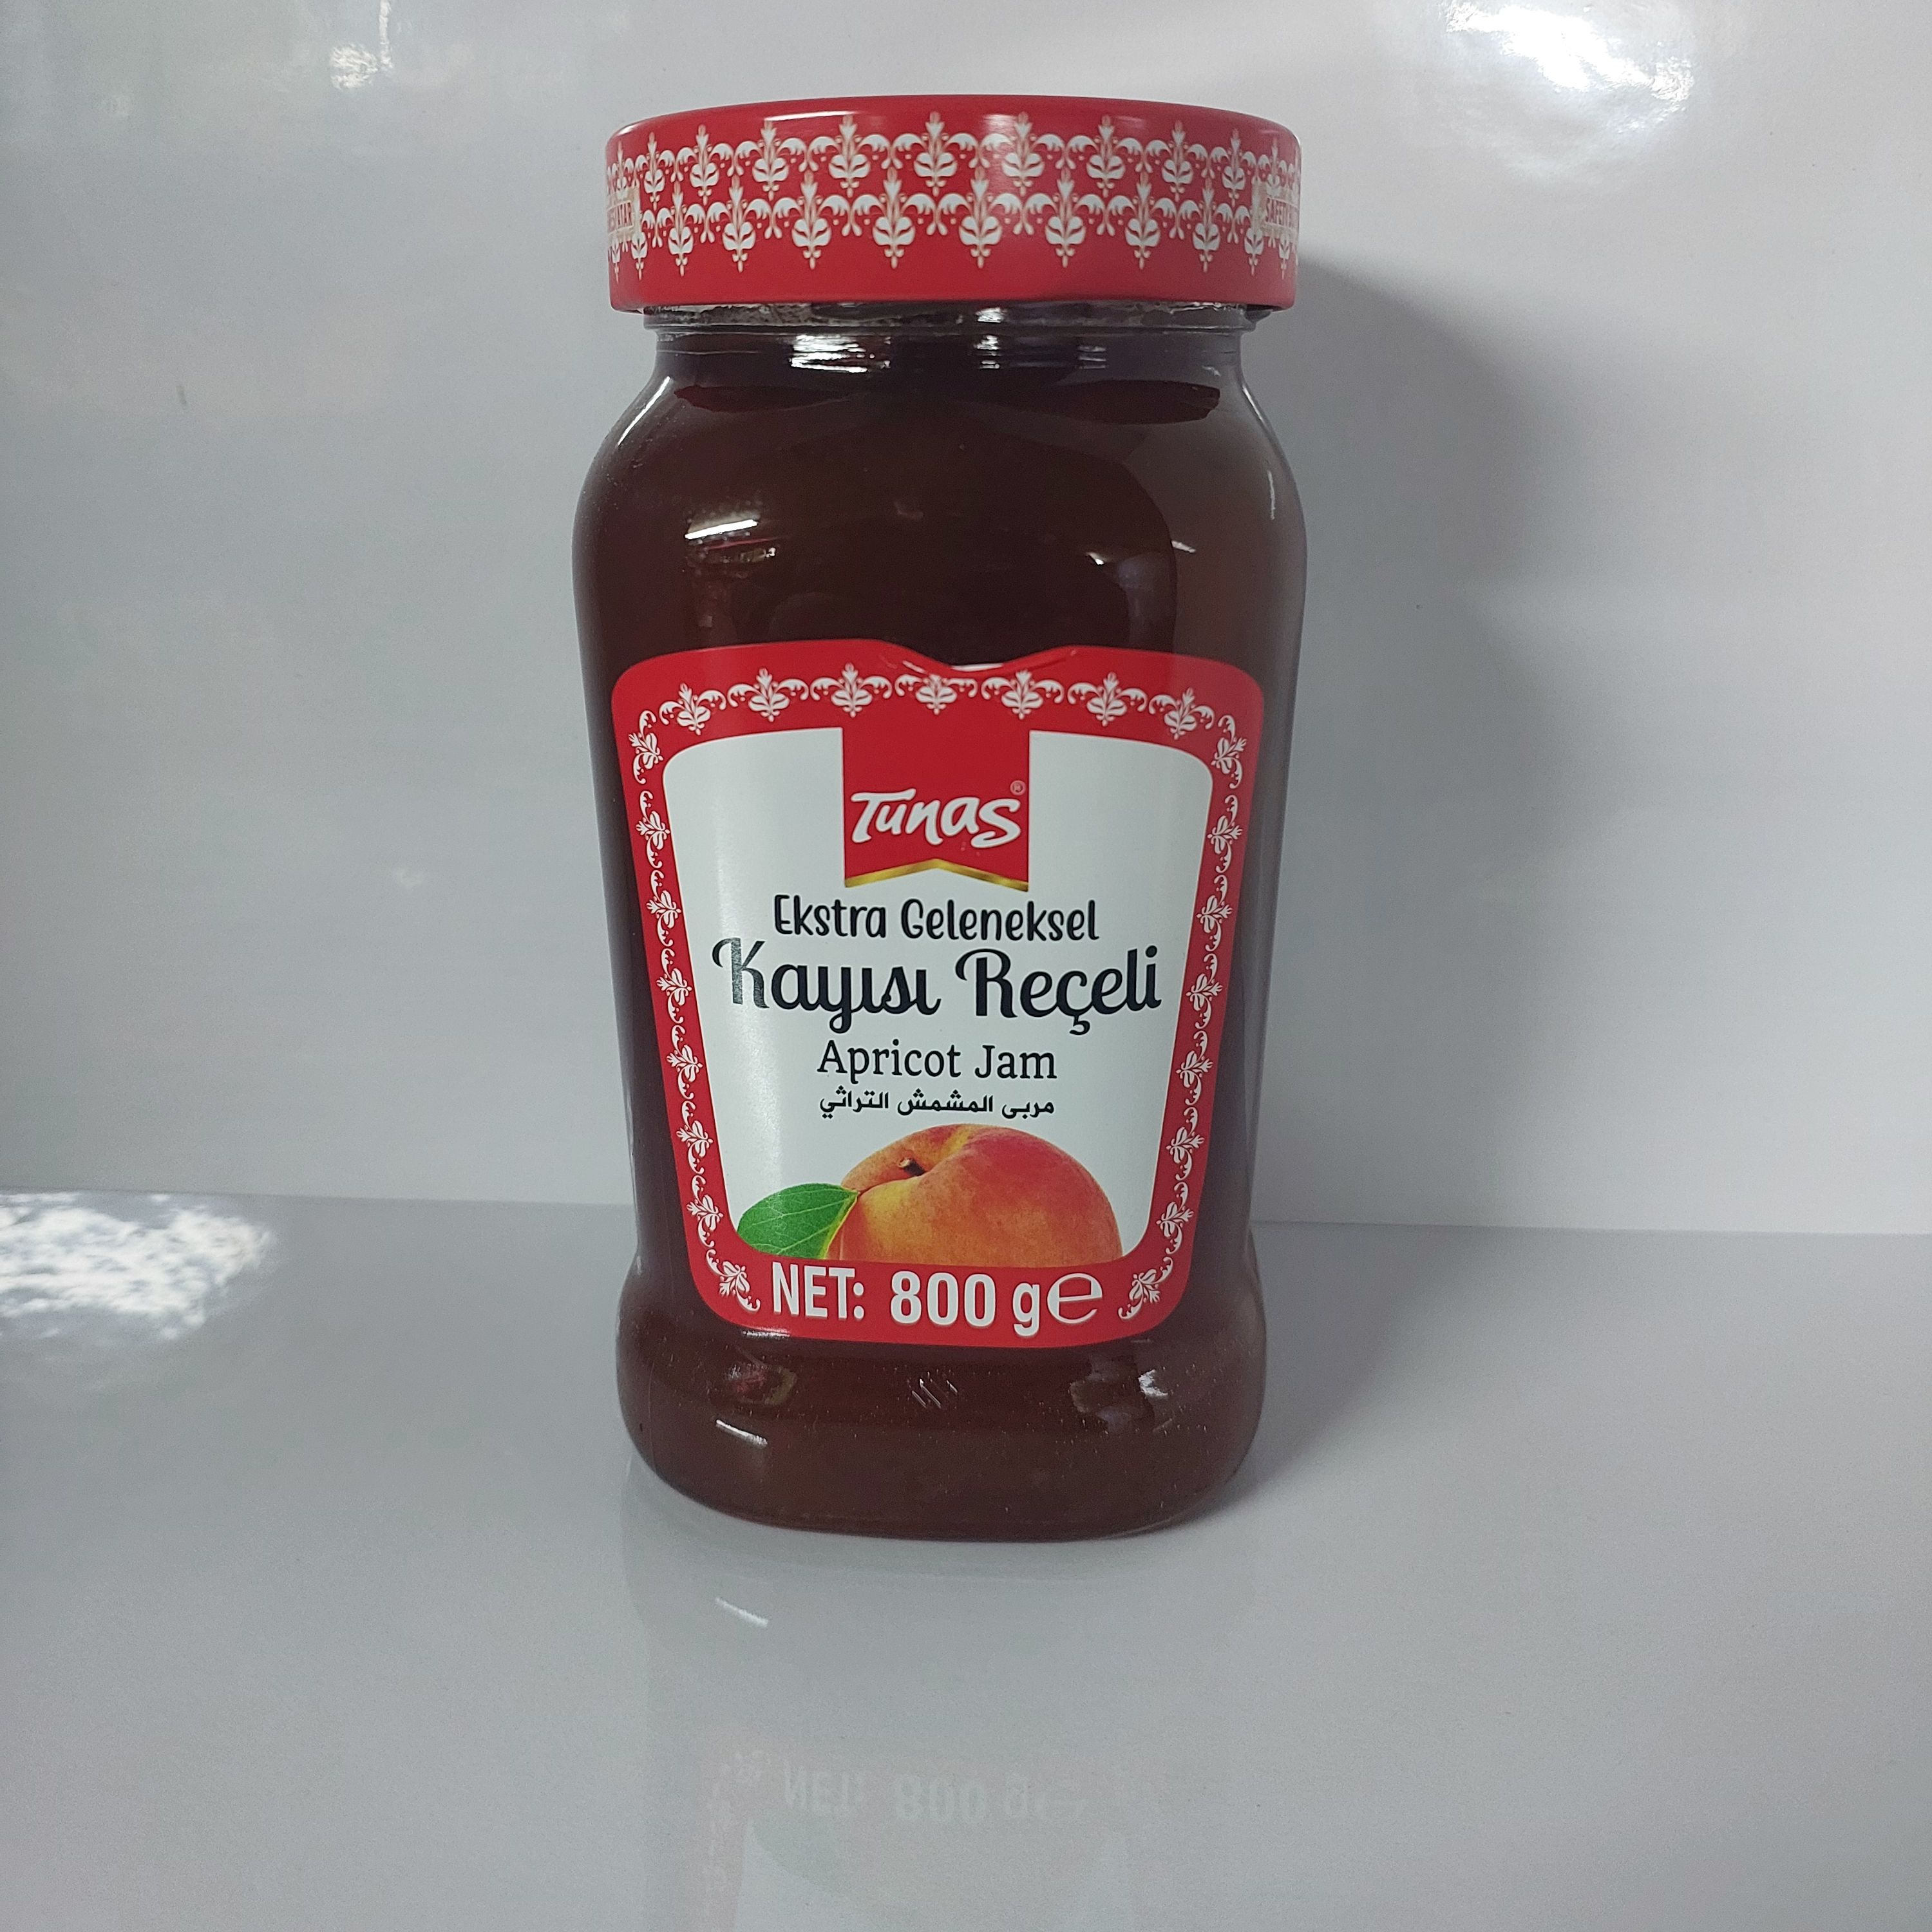 Tunas®
Ekstra Geleneksel
Kayısı Reçeli
Apricot Jam
مربى المشمش التراثي
NET: 800 g℮